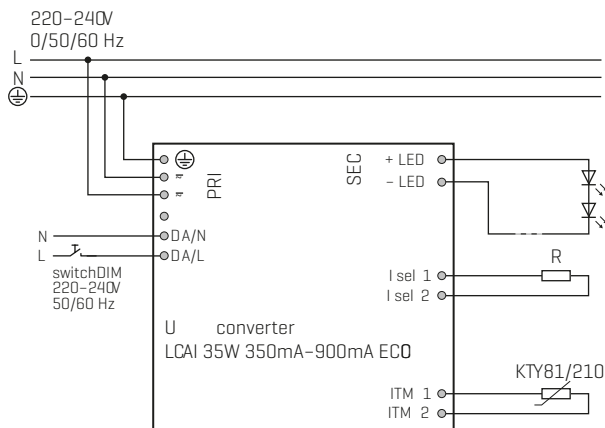 220–240V
0/50/60 Hz
L
N
PRI
SEC
+ LED
– LED
N
DA/N
L
DA/L
switchDIM
220–240V
50/60 Hz
I sel 1
I sel 2
R
U converter
LCAI 35W 350mA–900mA ECO
KTY81/210
ITM 1
ITM 2